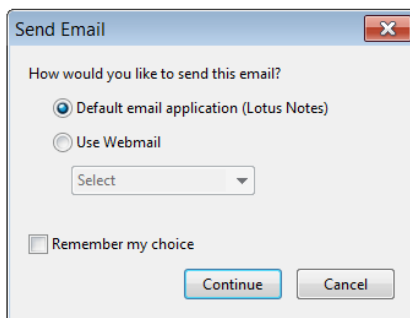 Send Email
How would you like to send this email?
Default email application (Lotus Notes)
Use Webmail
Select
Remember my choice
Continue Cancel